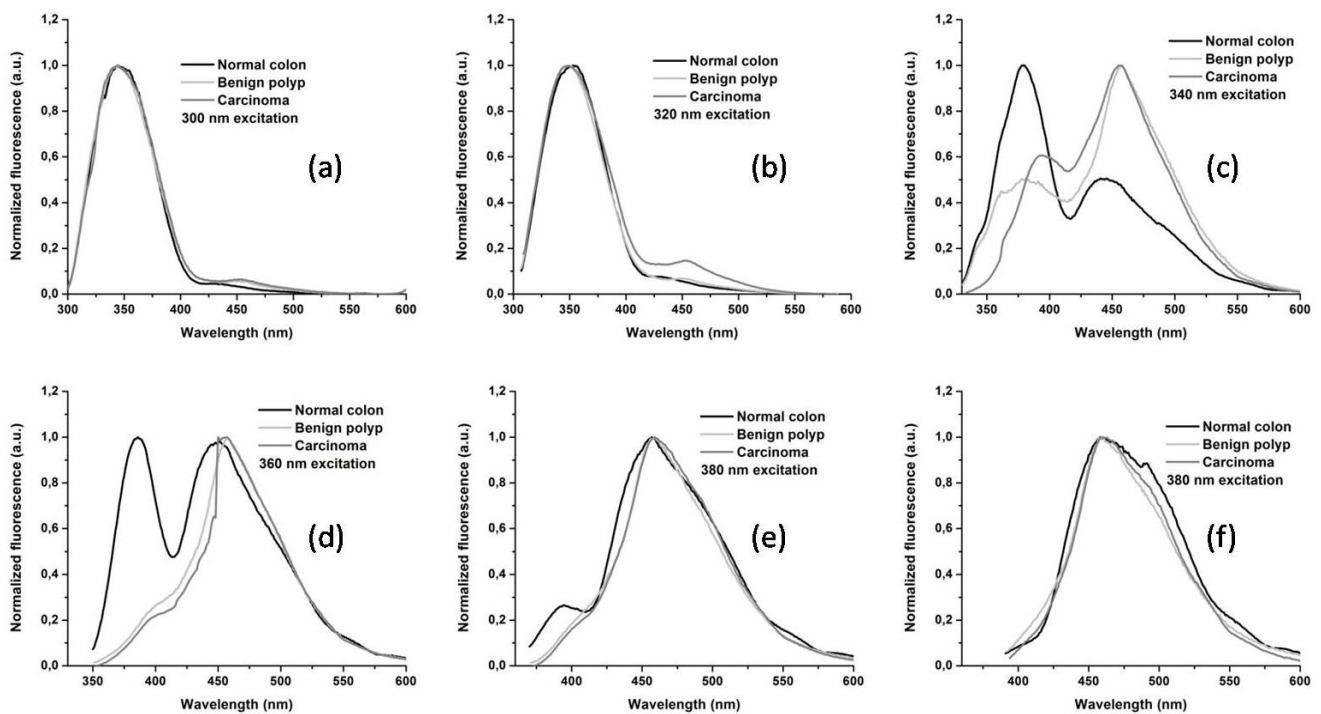 Normalized fluorescence (a.u.)
1,2
1,0
0,8
0,6
0,4
0,2
0,0
Normal colon
Benign polyp
Carcinoma
300 nm excitation
(a)
300 350 400 450 500 550 600
Wavelength (nm)
Normalized fluorescence (a.u.)
1,2
1,0
0,8
0,6
0,4
0,2
0,0
Normal colon
Benign polyp
Carcinoma
320 nm excitation
(b)
300 350 400 450 500 550 600
Wavelength (nm)
Normalized fluorescence (a.u.)
1,2
1,0
0,8
0,6
0,4
0,2
0,0
Normal colon
Benign polyp
Carcinoma
340 nm excitation
(c)
350 400 450 500 550 600
Wavelength (nm)
Normalized fluorescence (a.u.)
1,2
1,0
0,8
0,6
0,4
0,2
0,0
Normal colon
Benign polyp
Carcinoma
360 nm excitation
(d)
350 400 450 500 550 600
Wavelength (nm)
Normalized fluorescence (a.u.)
1,2
1,0
0,8
0,6
0,4
0,2
0,0
Normal colon
Benign polyp
Carcinoma
380 nm excitation
(e)
400 450 500 550 600
Wavelength (nm)
Normalized fluorescence (a.u.)
1,2
1,0
0,8
0,6
0,4
0,2
0,0
Normal colon
Benign polyp
Carcinoma
380 nm excitation
(f)
400 450 500 550 600
Wavelength (nm)